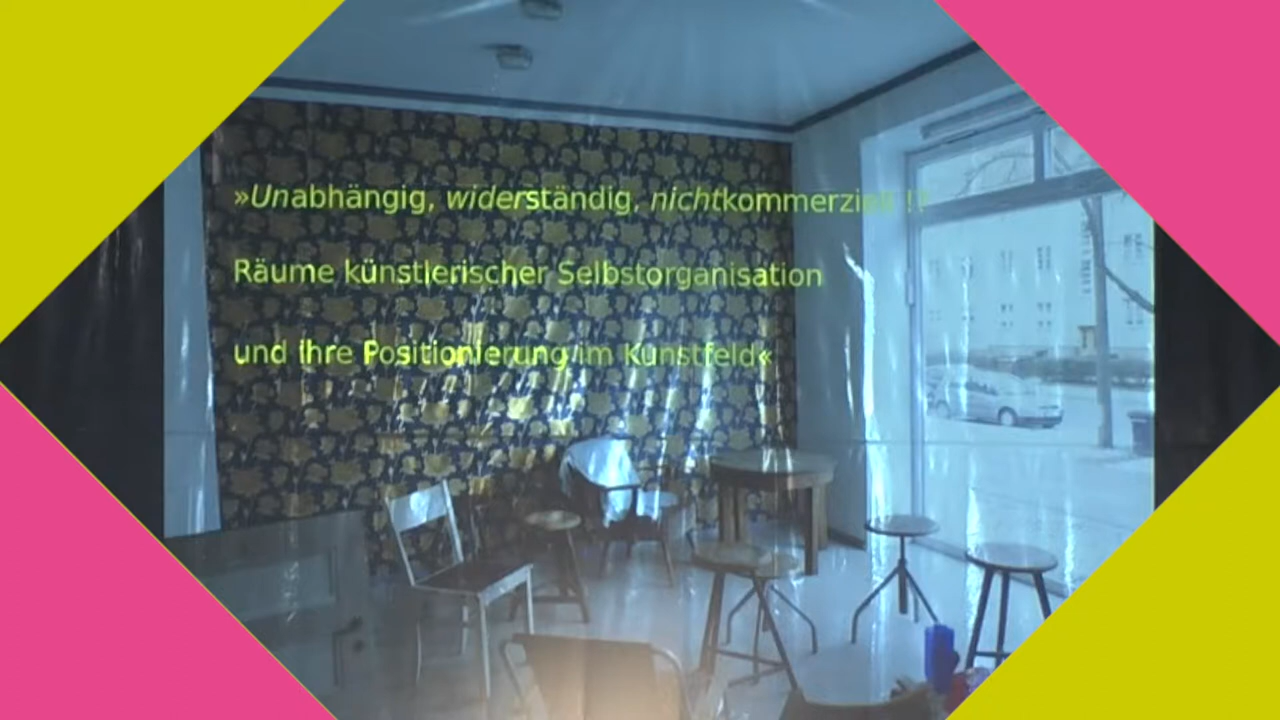 »Unabhängig, widerständig, nichtkommerziell !?
Räume künstlerischer Selbstorganisation
und ihre Positionierung im Kunstfeld«